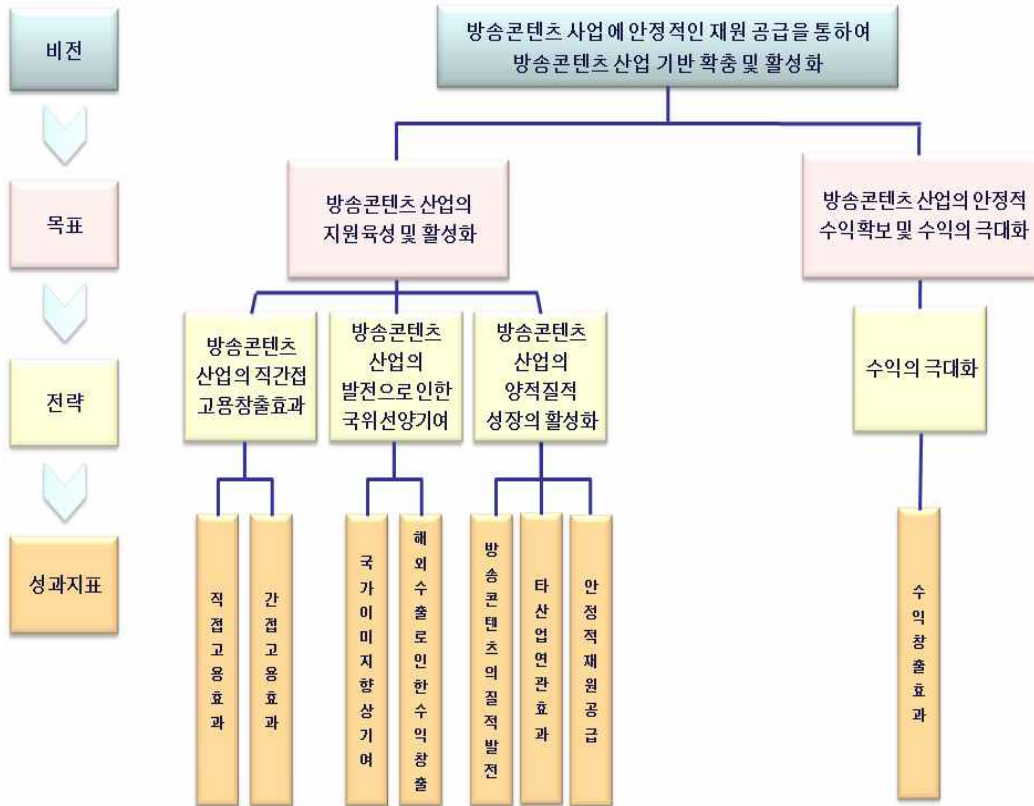 비전
방송콘텐츠 사업에 안정적인 재원 공급을 통하여
방송콘텐츠 산업 기반 확충 및 활성화
목표
방송콘텐츠 산업의
지원육성 및 활성화
방송콘텐츠 산업의 안정적
수익확보 및 수익의 극대화
전략
방송콘텐츠
산업의 직간접
고용창출효과
방송콘텐츠
산업의
발전으로 인한
국위선양기여
방송콘텐츠
산업의
양적질적
성장의 활성화
수익의 극대화
성과지표
직접고용효과
간접고용효과
국가이미지향상기여
해외수출로인한수익창출
방송콘텐츠의질적발전
타산업연관효과
안정적재원공급
수익창출효과